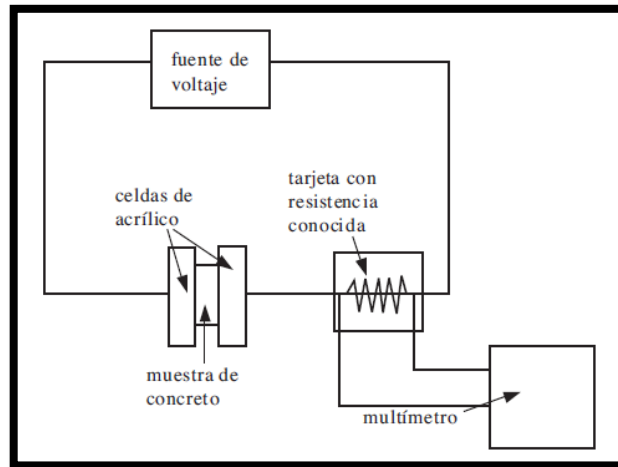 fuente de
voltaje
celdas de
acrílico
tarjeta con
resistencia
conocida
muestra de
concreto
multímetro